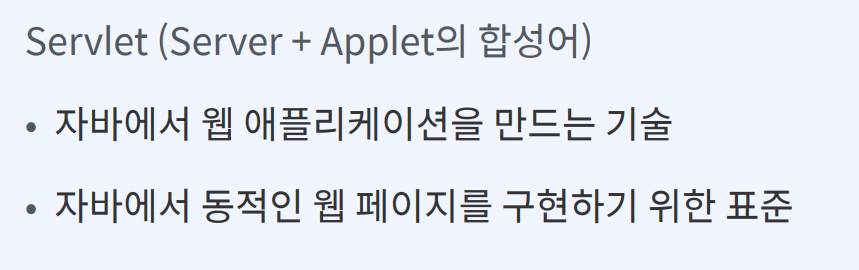 Servlet (Server + Applet의 합성어)
• 자바에서 웹 애플리케이션을 만드는 기술
• 자바에서 동적인 웹 페이지를 구현하기 위한 표준